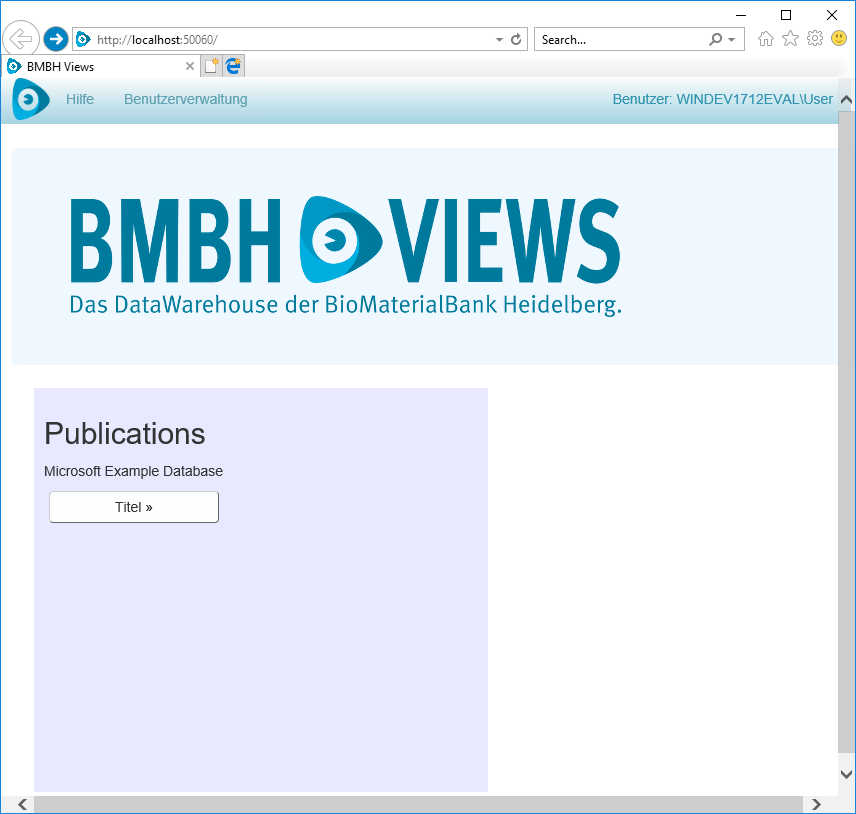 http://localhost:50060/
Search...
BMBH Views
Hilfe Benutzerverwaltung Benutzer: WINDEV1712EVAL\User
BMBH VIEWS
Das DataWarehouse der BioMaterialBank Heidelberg.
Publications
Microsoft Example Database
Titel »